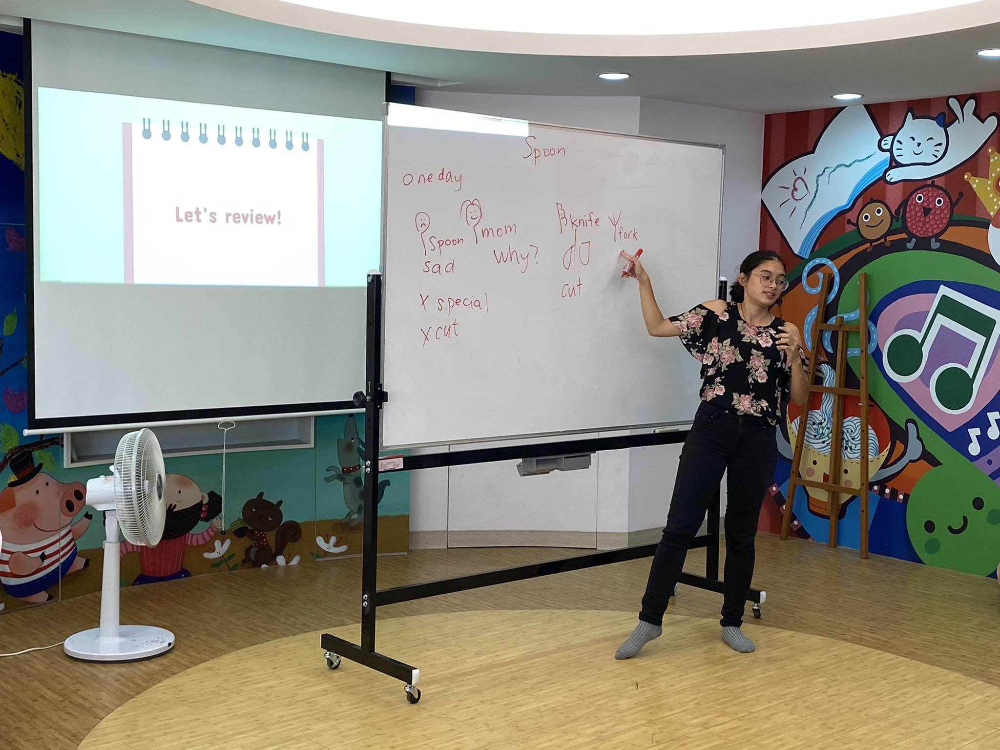 Let's review!
Spoon
one day
spoon
mom
sad
why?
x special
x cut
knife
fork
cut